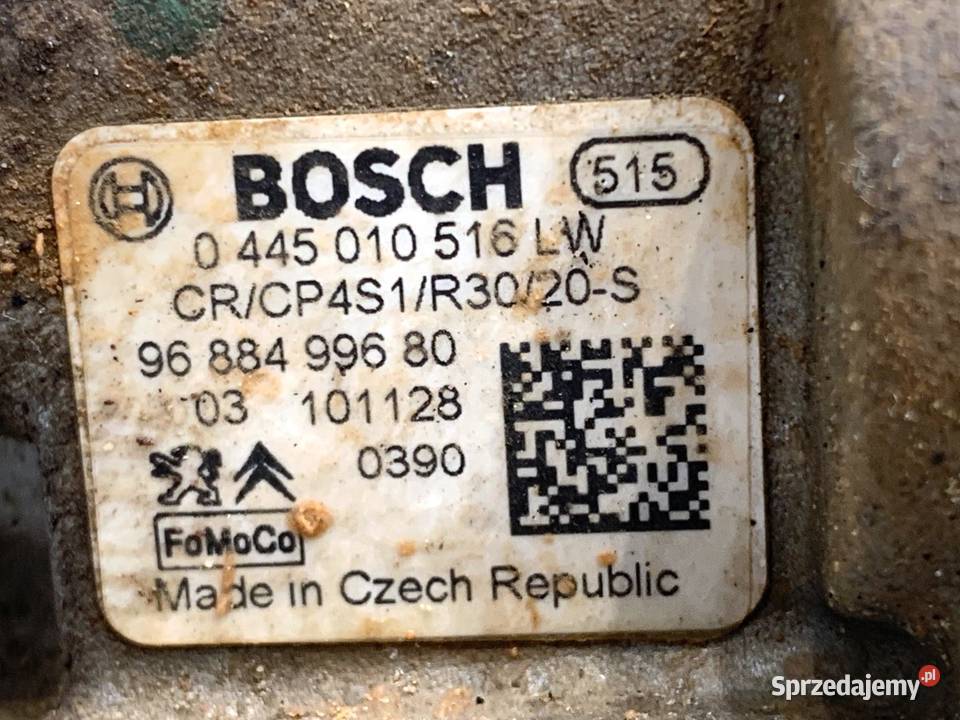 BOSCH 515
0 445 010 516 LW
CR/CP4S1/R30/20-S
96 884 996 80
03 101128
0390
FoMoCo
Made in Czech Republic
Sprzedajemy.pl